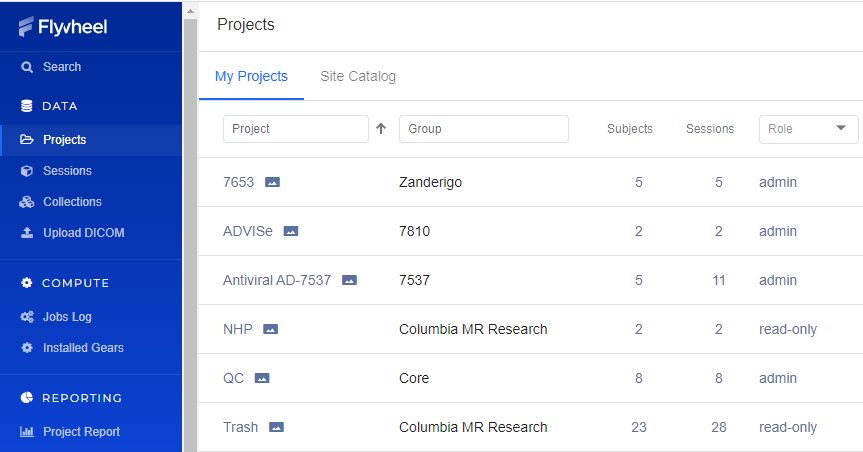 Flywheel
Search
DATA
Projects
Sessions
Collections
Upload DICOM
COMPUTE
Jobs Log
Installed Gears
REPORTING
Project Report
Projects
My Projects Site Catalog
Project Group Subjects Sessions Role
7653 Zanderigo 5 5 admin
ADVISe 7810 2 2 admin
Antiviral AD-7537 7537 5 11 admin
NHP Columbia MR Research 2 2 read-only
QC Core 8 8 admin
Trash Columbia MR Research 23 28 read-only